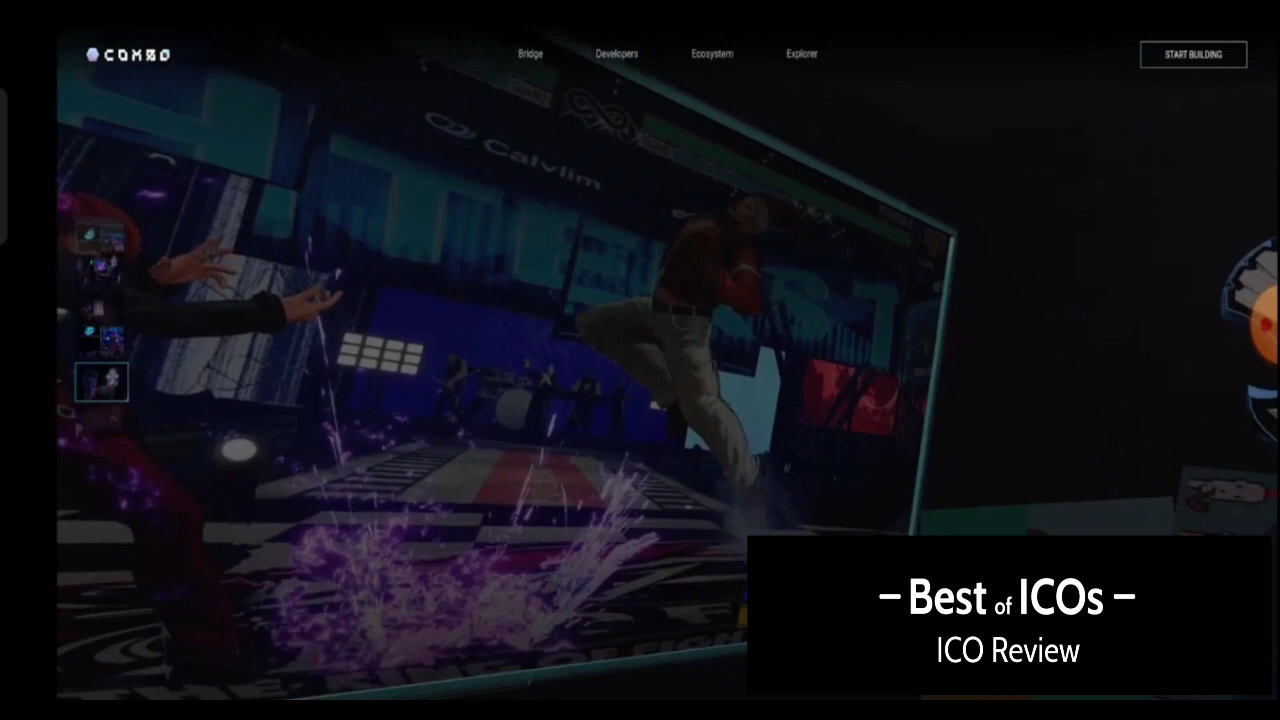 COMBO
Bridge
Developers
Ecosystem
Explorer
START BUILDING
Calvlim
– Best of ICOs –
ICO Review